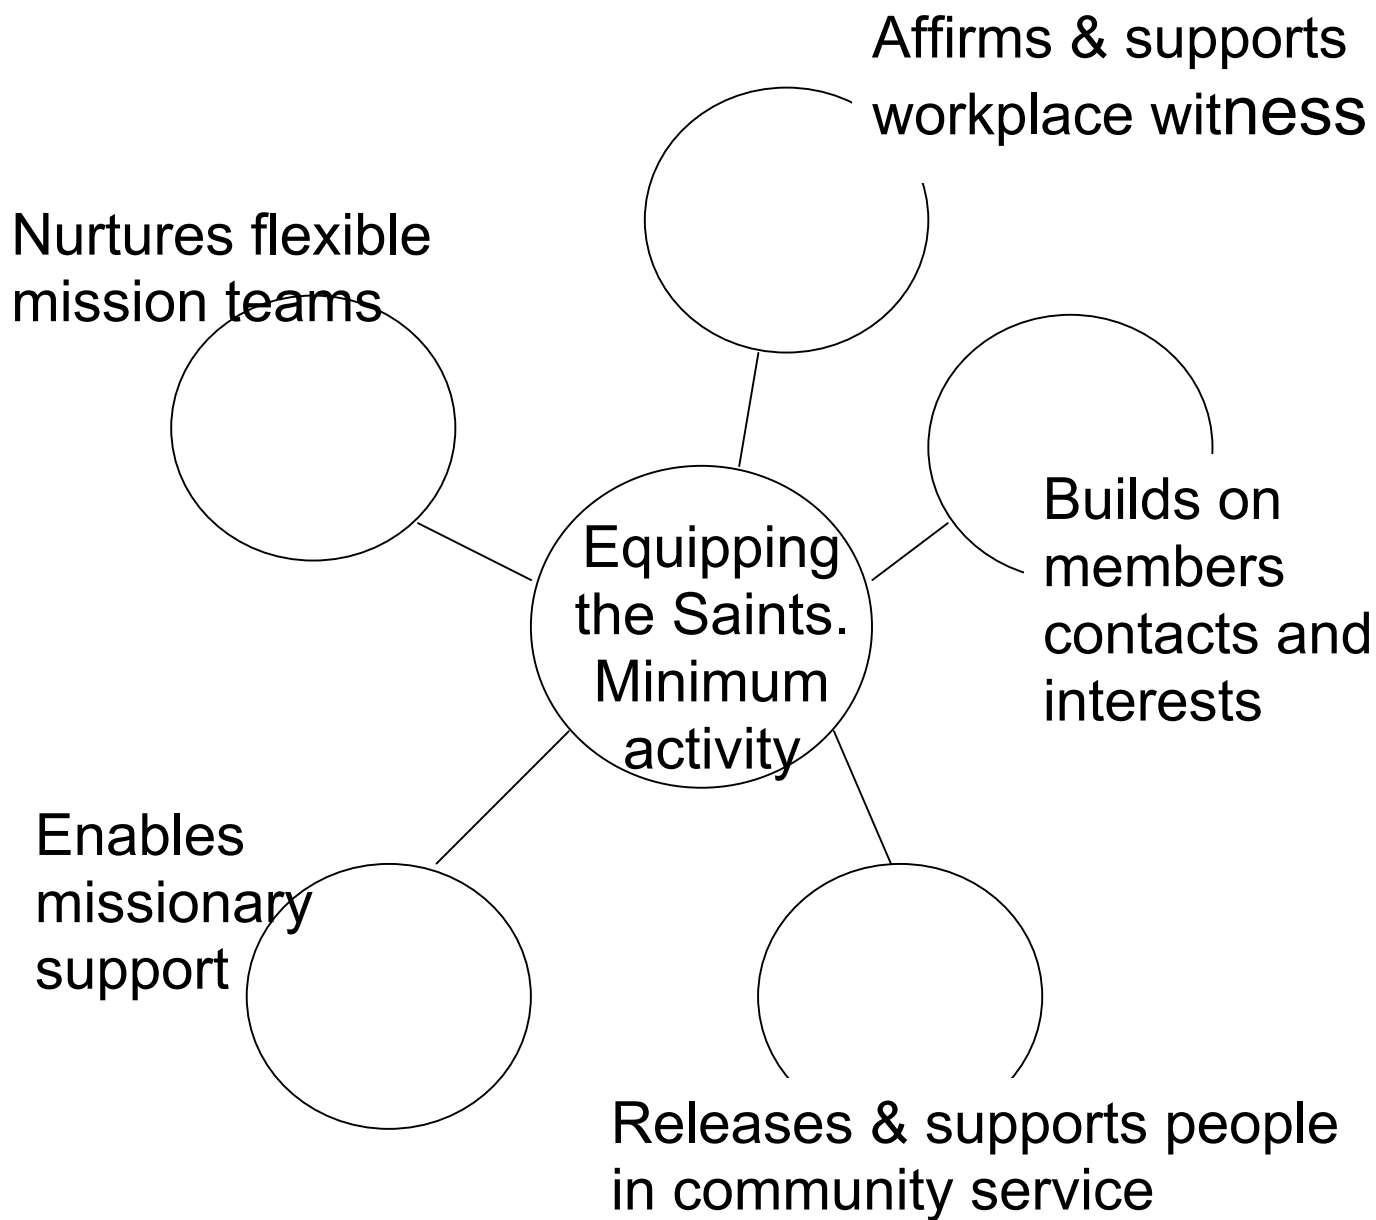 Affirms & supports
workplace witness
Nurtures flexible
mission teams
Builds on
members
contacts and
interests
Equipping
the Saints.
Minimum
activity
Enables
missionary
support
Releases & supports people
in community service